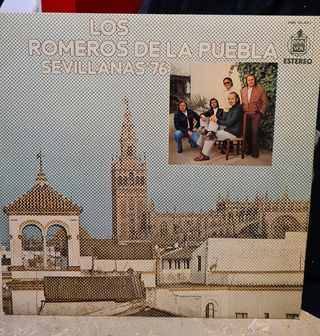 LOS
ROMEROS DE LA PUEBLA
SEVILLANAS '76
ESTEREO